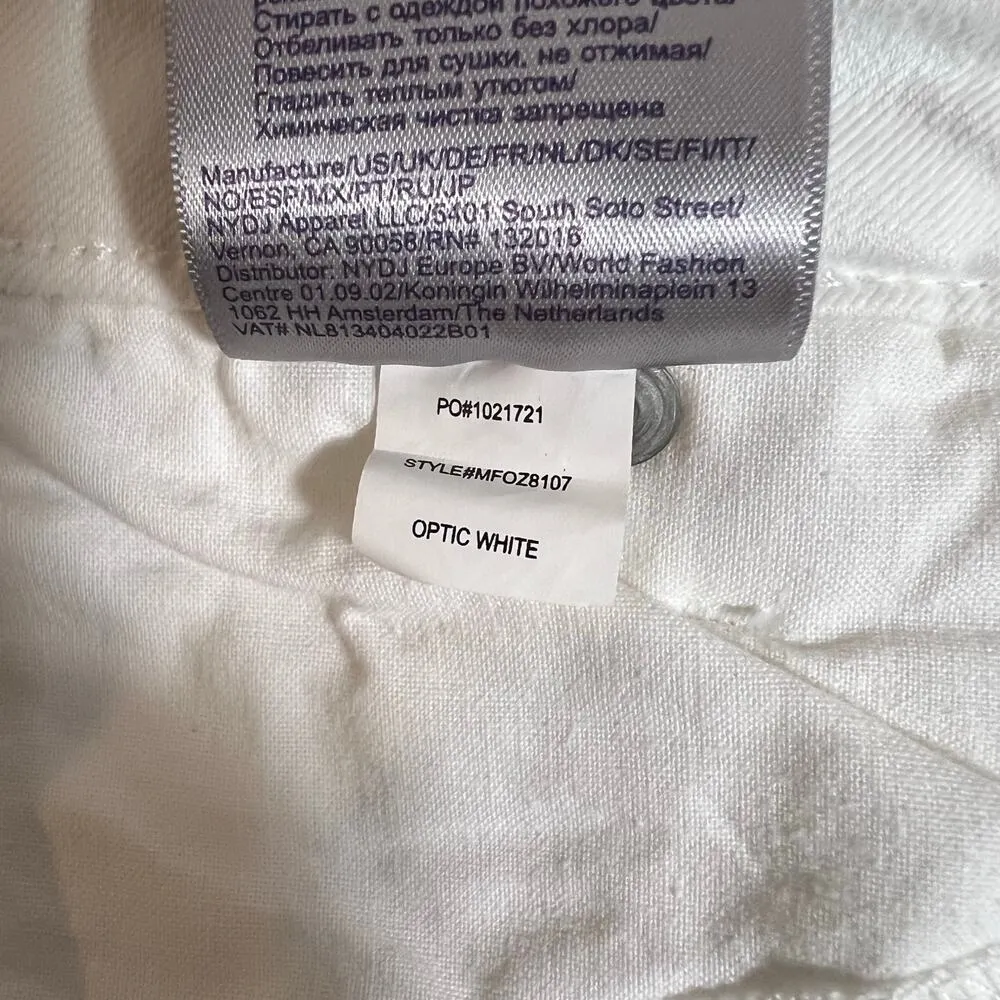 Стирать с одеждой похожего цвета/
Отбеливать только без хлора/
Повесить для сушки, не отжимая/
Гладить теплым утюгом/
Химическая чистка запрещена
Manufacture/US/UK/DE/FR/NL/DK/SE/FI/IT/
NO/ESP/MX/PT/RU/JP
NYDJ Apparel LLC/5401 South Soto Street/
Vernon, CA 90058/RN# 132016
Distributor: NYDJ Europe BV/World Fashion
Centre 01.09.02/Koningin Wilhelminaplein 13
1062 HH Amsterdam/The Netherlands
VAT# NL813404022B01
PO#1021721
STYLE#MFOZ8107
OPTIC WHITE